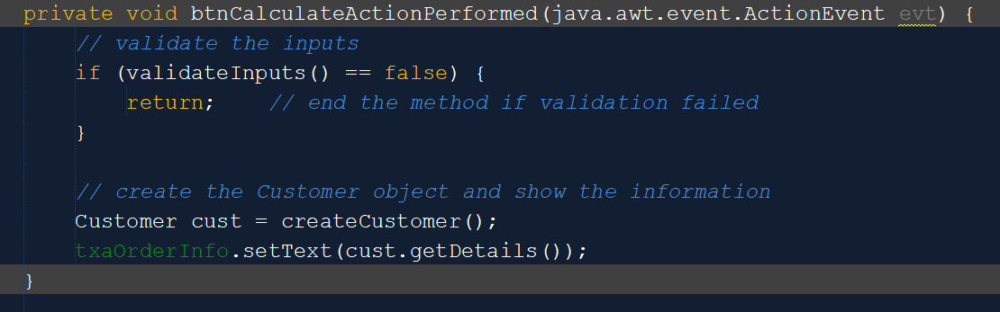 private void btnCalculateActionPerformed(java.awt.event.ActionEvent evt) {
    // validate the inputs
    if (validateInputs() == false) {
        return;    // end the method if validation failed
    }

    // create the Customer object and show the information
    Customer cust = createCustomer();
    txaOrderInfo.setText(cust.getDetails());
}